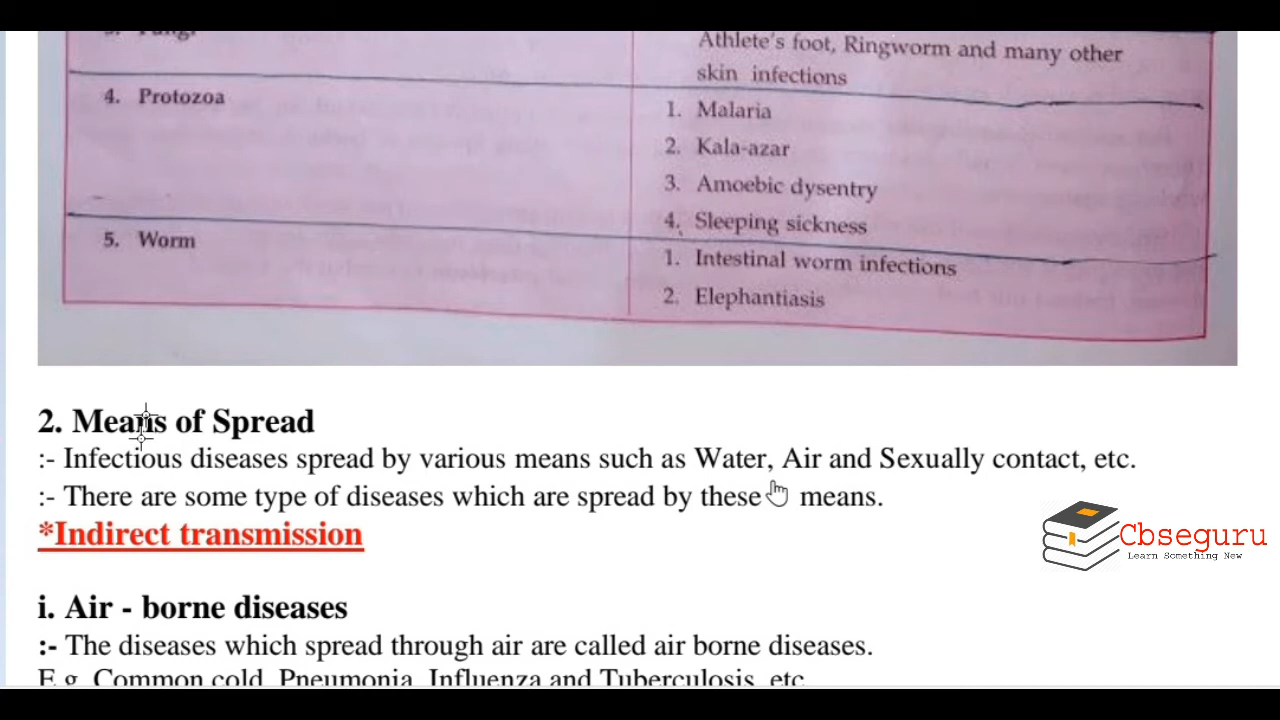 3. Fungi
Athlete's foot, Ringworm and many other
skin infections
4. Protozoa
1. Malaria
2. Kala-azar
3. Amoebic dysentry
4. Sleeping sickness
5. Worm
1. Intestinal worm infections
2. Elephantiasis
2. Means of Spread
:- Infectious diseases spread by various means such as Water, Air and Sexually contact, etc.
:- There are some type of diseases which are spread by these means.
*Indirect transmission
Cbseguru
Learn Something New
i. Air - borne diseases
:- The diseases which spread through air are called air borne diseases.
E.g. Common cold, Pneumonia, Influenza and Tuberculosis, etc